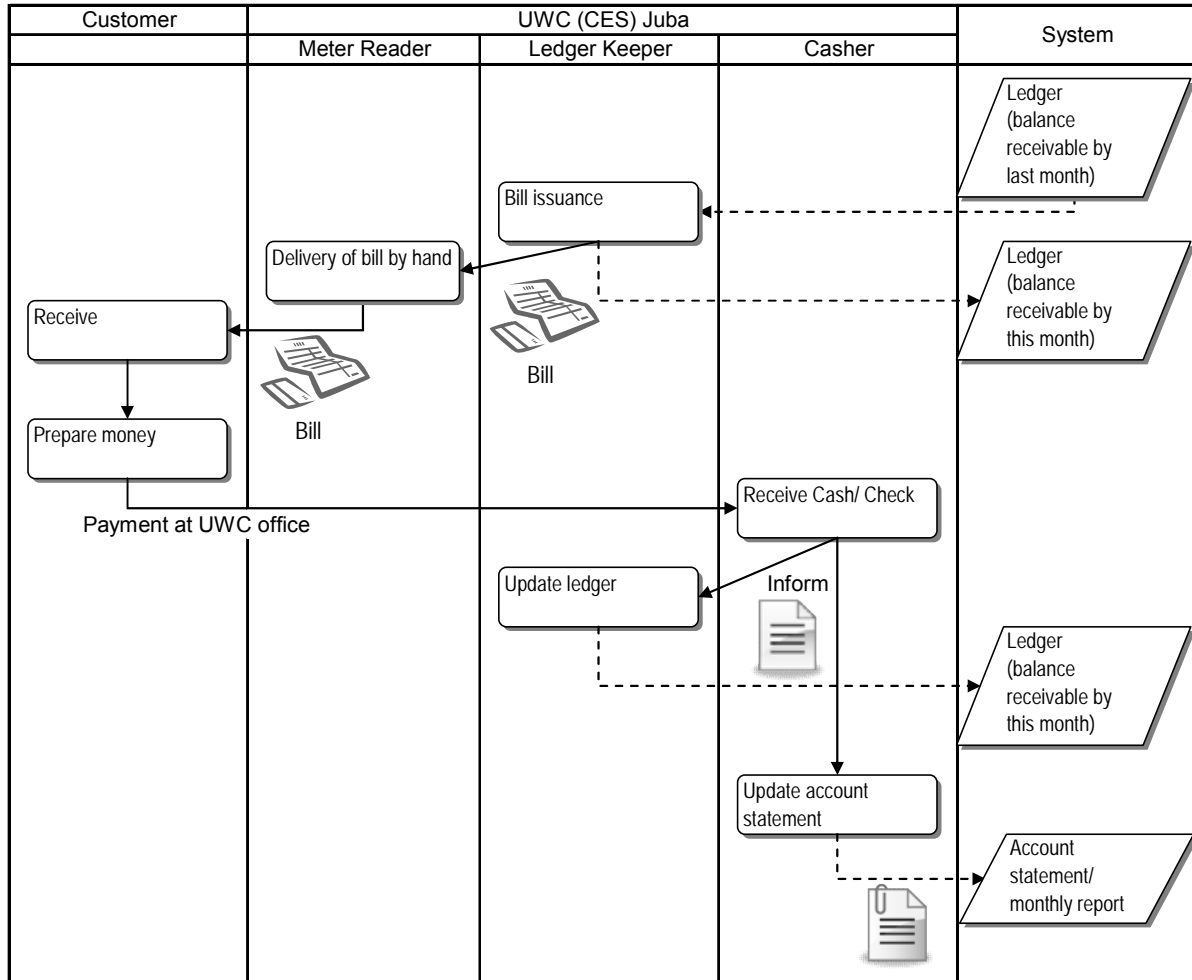 Customer
UWC (CES) Juba
System
Meter Reader
Ledger Keeper
Casher
Ledger
(balance
receivable by
last month)
Bill issuance
Delivery of bill by hand
Ledger
(balance
receivable by
this month)
Receive
Bill
Bill
Prepare money
Receive Cash/ Check
Payment at UWC office
Update ledger
Inform
Ledger
(balance
receivable by
this month)
Update account
statement
Account
statement/
monthly report